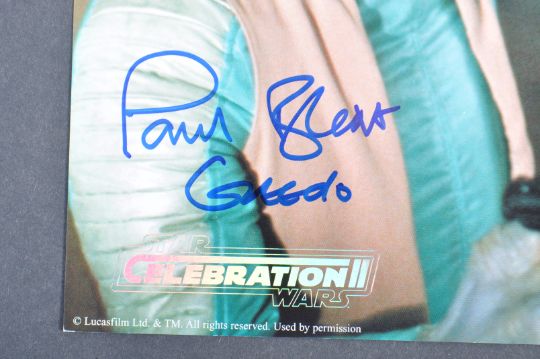 Paul Blake
Greedo
STAR
CELEBRATION II
WARS
© Lucasfilm Ltd. & TM. All rights reserved. Used by permission